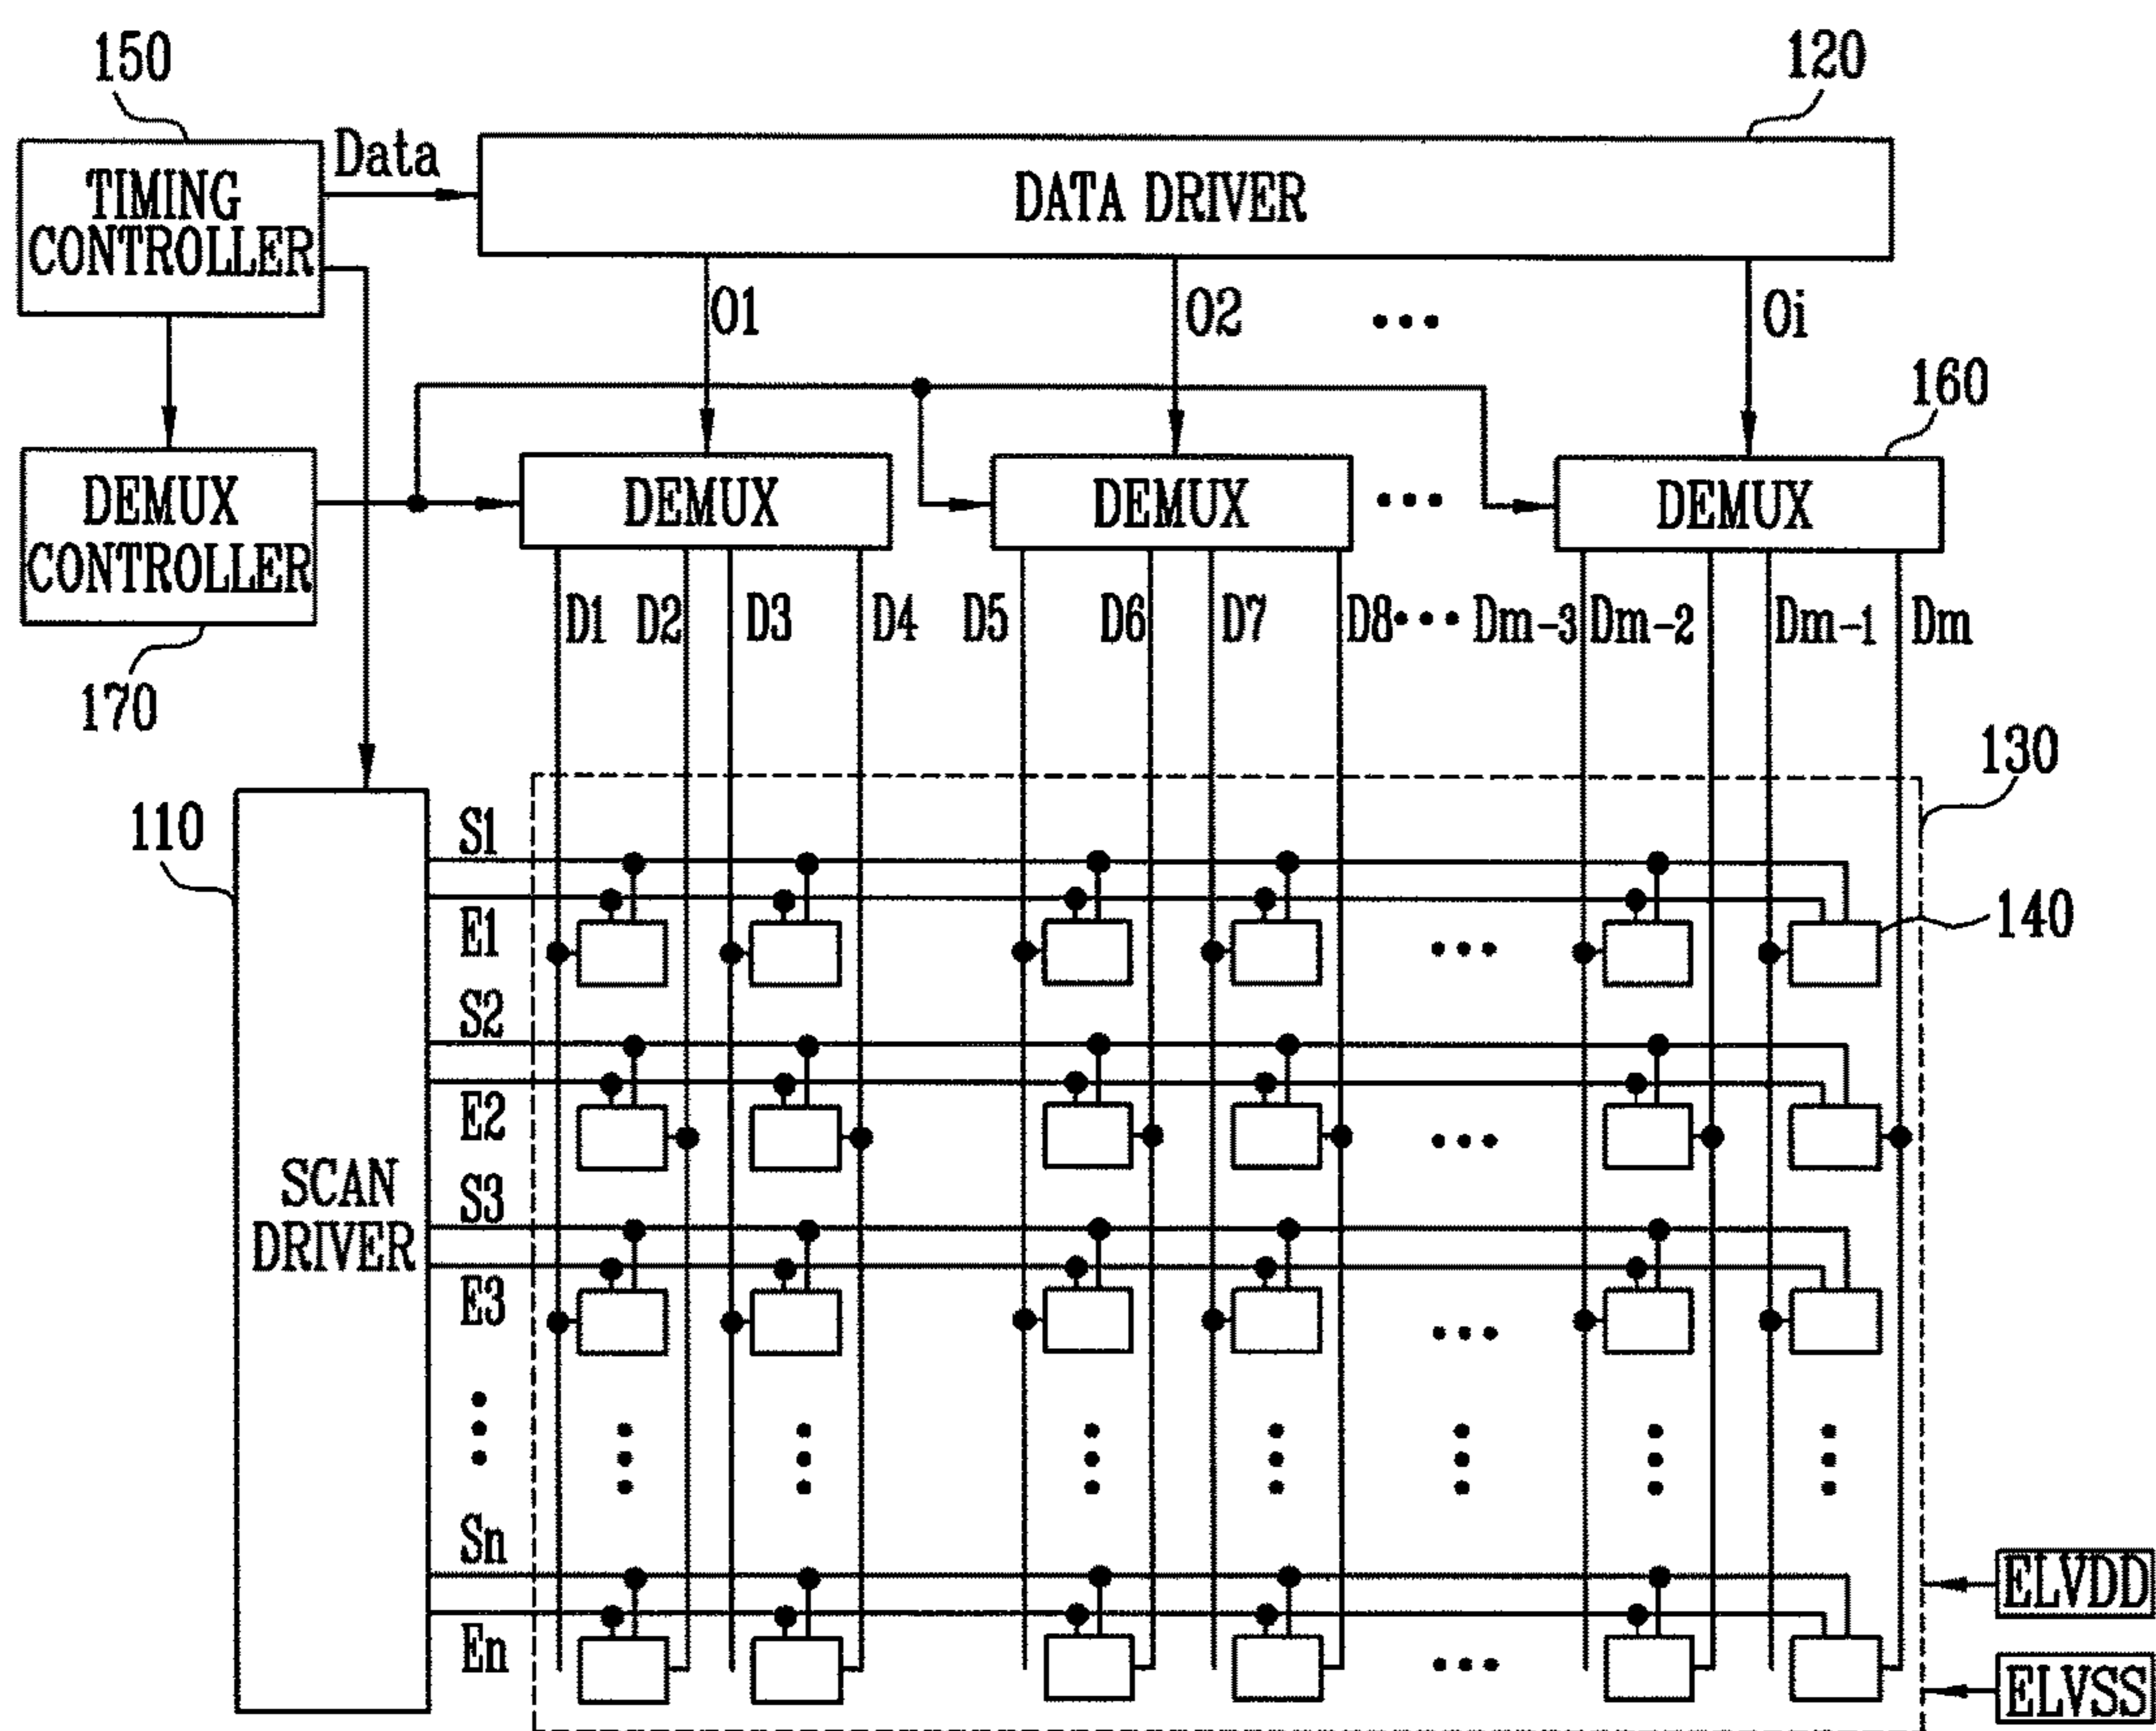 150
120
Data
TIMING
CONTROLLER
DATA DRIVER
O1
O2
Oi
160
DEMUX
CONTROLLER
DEMUX
DEMUX
DEMUX
D1
D2
D3
D4
D5
D6
D7
D8
Dm-3
Dm-2
Dm-1
Dm
170
130
110
S1
E1
140
S2
E2
SCAN
DRIVER
S3
E3
Sn
En
ELVDD
ELVSS